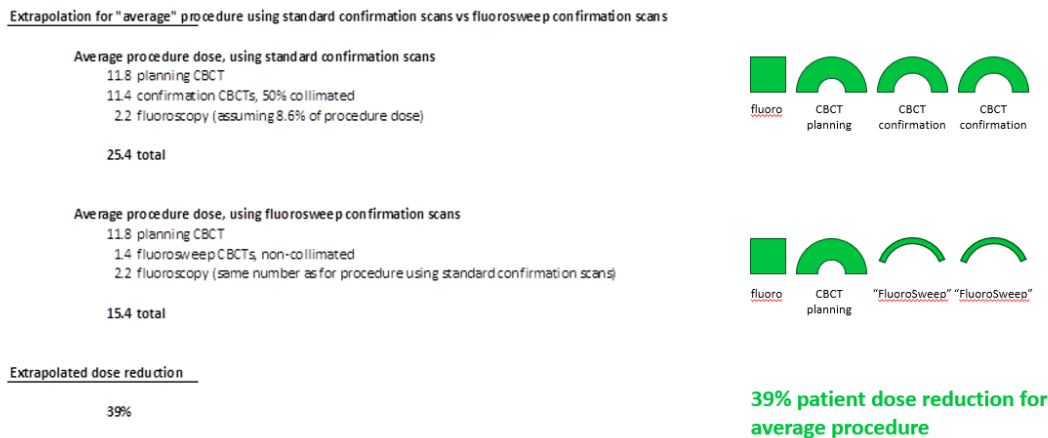 Extrapolation for "average" procedure using standard confirmation scans vs fluorosweep confirmation scans
Average procedure dose, using standard confirmation scans
11.8 planning CBCT
11.4 confirmation CBCTs, 50% collimated
2.2 fluoroscopy (assuming 8.6% of procedure dose)
25.4 total
fluoro
CBCT
planning
CBCT
confirmation
CBCT
confirmation
Average procedure dose, using fluorosweep confirmation scans
11.8 planning CBCT
1.4 fluorosweep CBCTs, non-collimated
2.2 fluoroscopy (same number as for procedure using standard confirmation scans)
15.4 total
fluoro
CBCT
planning
“FluoroSweep”
“FluoroSweep”
Extrapolated dose reduction
39%
39% patient dose reduction for
average procedure